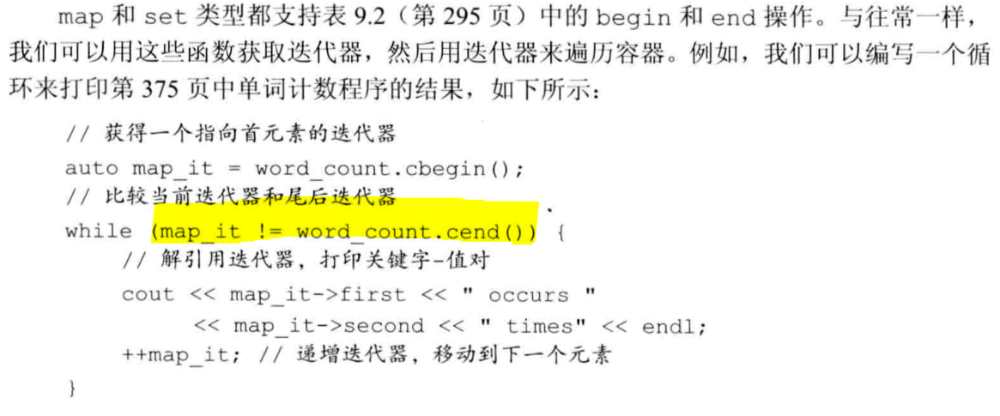 map 和 set 类型都支持表 9.2（第 295 页）中的 begin 和 end 操作。与往常一样，
我们可以用这些函数获取迭代器，然后用迭代器来遍历容器。例如，我们可以编写一个循
环来打印第 375 页中单词计数程序的结果，如下所示：
// 获得一个指向首元素的迭代器
auto map_it = word_count.cbegin();
// 比较当前迭代器和尾后迭代器
while (map_it != word_count.cend()) {
// 解引用迭代器，打印关键字-值对
cout << map_it->first << " occurs "
<< map_it->second << " times" << endl;
++map_it; // 递增迭代器，移动到下一个元素
}